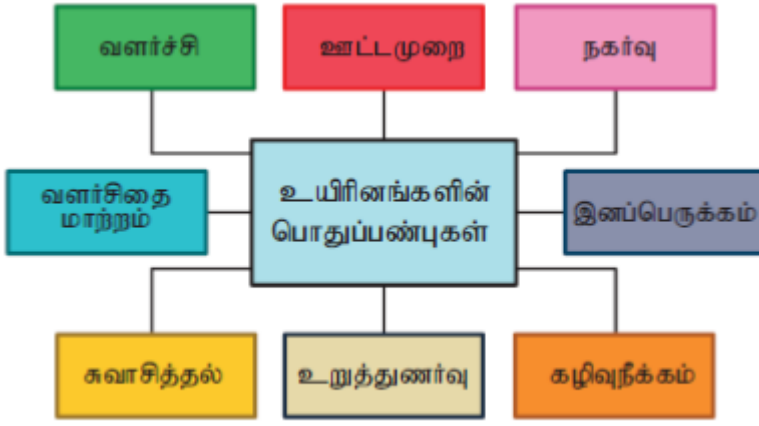 வளர்ச்சி
ஊட்டமுறை
நகர்வு
வளர்சிதை
மாற்றம்
உயிரினங்களின்
பொதுப்பண்புகள்
இனப்பெருக்கம்
சுவாசித்தல்
உறுத்துணர்வு
கழிவுநீக்கம்